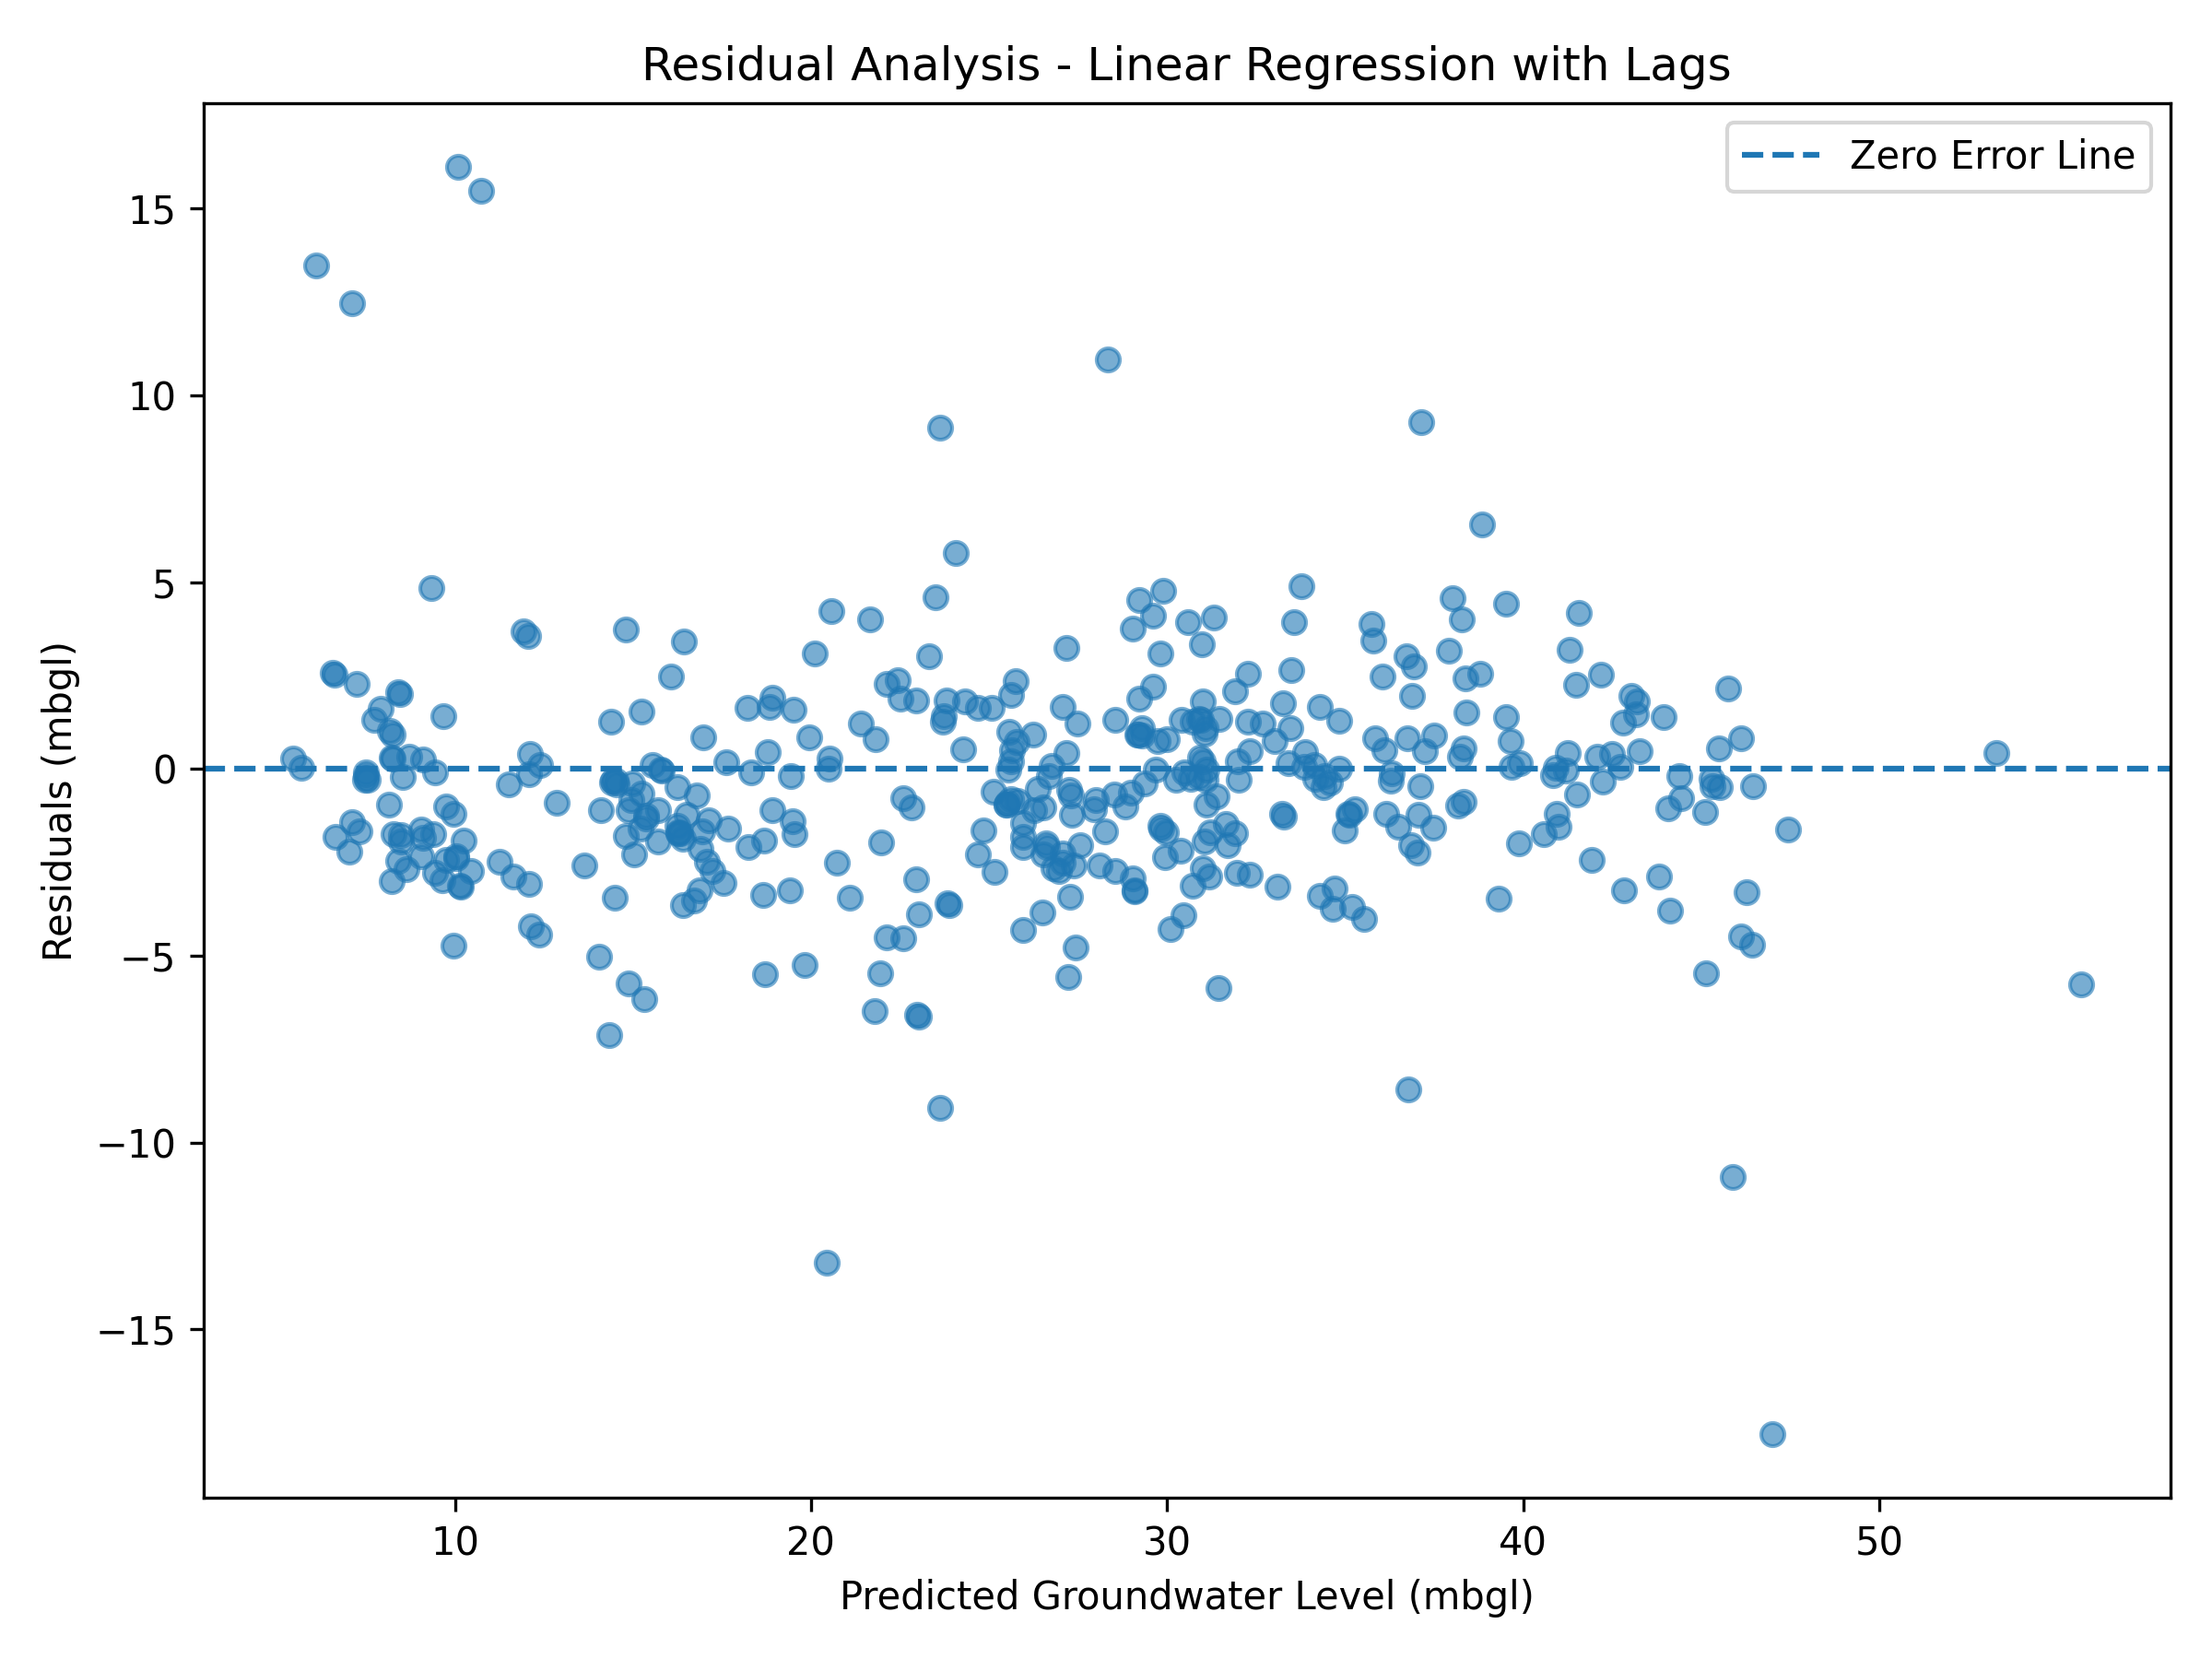 Residual Analysis - Linear Regression with Lags
Zero Error Line
Residuals (mbgl)
15
10
5
0
−5
−10
−15
10 20 30 40 50
Predicted Groundwater Level (mbgl)